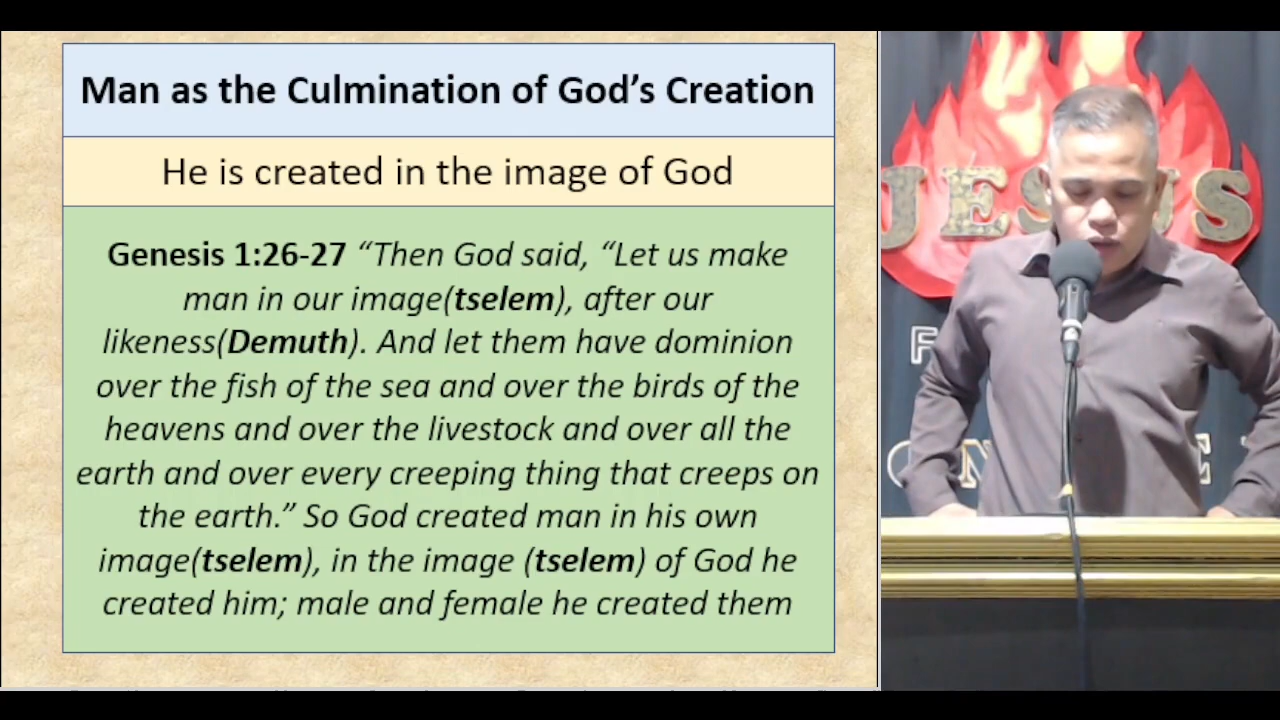 Man as the Culmination of God’s Creation
He is created in the image of God
Genesis 1:26-27 “Then God said, “Let us make
man in our image(tselem), after our
likeness(Demuth). And let them have dominion
over the fish of the sea and over the birds of the
heavens and over the livestock and over all the
earth and over every creeping thing that creeps on
the earth.” So God created man in his own
image(tselem), in the image (tselem) of God he
created him; male and female he created them
JESUS